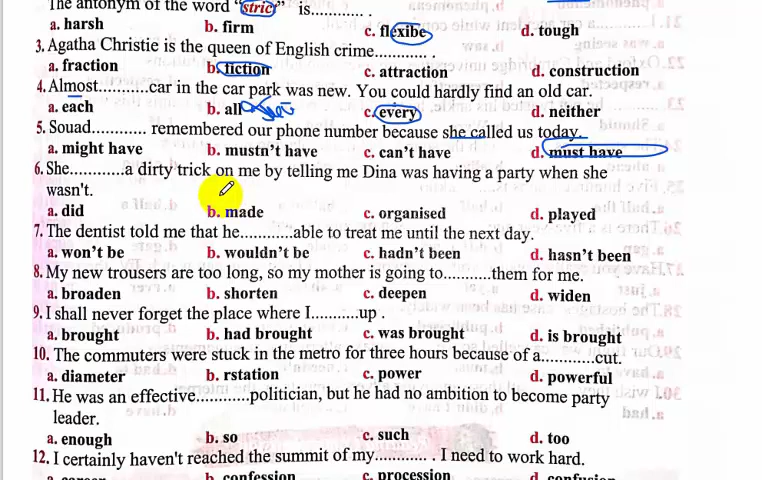 The antonym of the word "stric" is............ .
a. harsh b. firm c. flexibe d. tough
3. Agatha Christie is the queen of English crime............
a. fraction b. fiction c. attraction d. construction
4. Almost..........car in the car park was new. You could hardly find an old car.
a. each b. all c. every d. neither
5. Souad............ remembered our phone number because she called us today.
a. might have b. mustn't have c. can't have d. must have
6. She............a dirty trick on me by telling me Dina was having a party when she
wasn't.
a. did b. made c. organised d. played
7. The dentist told me that he...........able to treat me until the next day.
a. won't be b. wouldn't be c. hadn't been d. hasn't been
8. My new trousers are too long, so my mother is going to..........them for me.
a. broaden b. shorten c. deepen d. widen
9. I shall never forget the place where I..........up .
a. brought b. had brought c. was brought d. is brought
10. The commuters were stuck in the metro for three hours because of a...........cut.
a. diameter b. rstation c. power d. powerful
11. He was an effective............politician, but he had no ambition to become party
leader.
a. enough b. so c. such d. too
12. I certainly haven't reached the summit of my............ . I need to work hard.
b. confession c. procession d. confusion